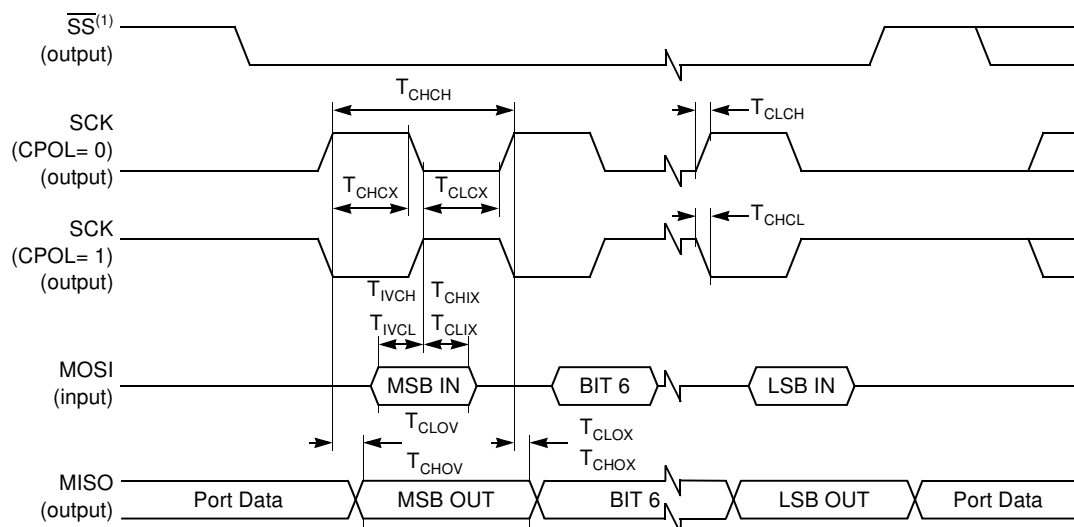 SS(1)
(output)
TCHCH
TCLCH
SCK
(CPOL= 0)
(output)
TCHCX
TCLCX
TCHCL
SCK
(CPOL= 1)
(output)
TIVCH
TCHIX
TIVCL
TCLIX
MOSI
(input)
MSB IN
BIT 6
LSB IN
TCLOV
TCLOX
TCHOV
TCHOX
MISO
(output)
Port Data
MSB OUT
BIT 6
LSB OUT
Port Data